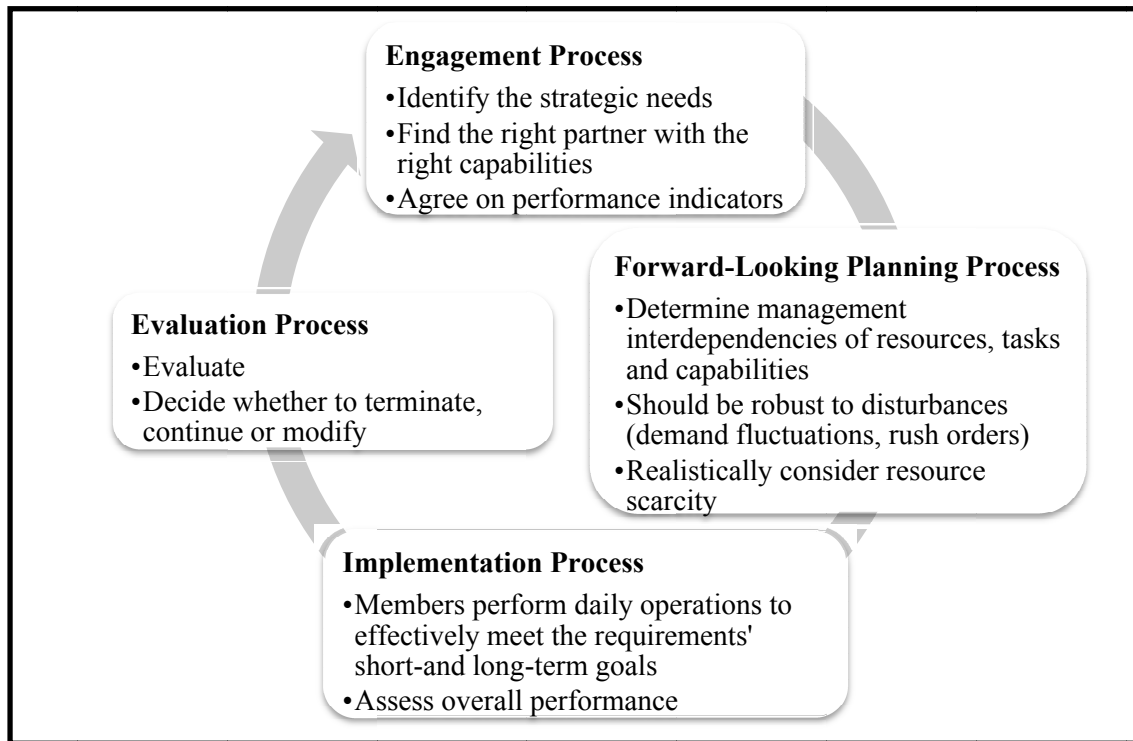 Engagement Process
•Identify the strategic needs
•Find the right partner with the
right capabilities
•Agree on performance indicators
Forward-Looking Planning Process
•Determine management
interdependencies of resources, tasks
and capabilities
•Should be robust to disturbances
(demand fluctuations, rush orders)
•Realistically consider resource
scarcity
Implementation Process
•Members perform daily operations to
effectively meet the requirements'
short-and long-term goals
•Assess overall performance
Evaluation Process
•Evaluate
•Decide whether to terminate,
continue or modify